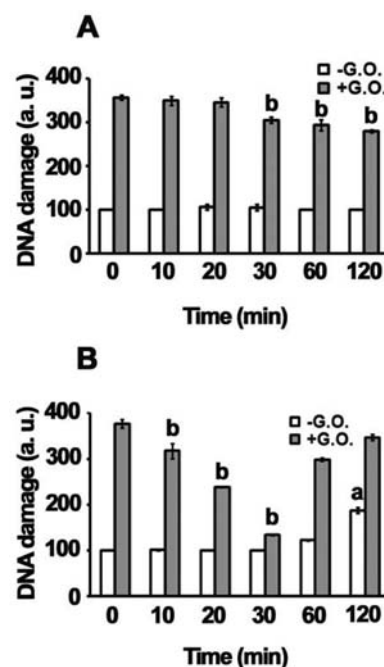 A
DNA damage (a. u.)
400
300
200
100
0
-G.O.
+G.O.
b b b
0 10 20 30 60 120
Time (min)
B
DNA damage (a. u.)
400
300
200
100
0
-G.O.
+G.O.
b
b
b
a
0 10 20 30 60 120
Time (min)